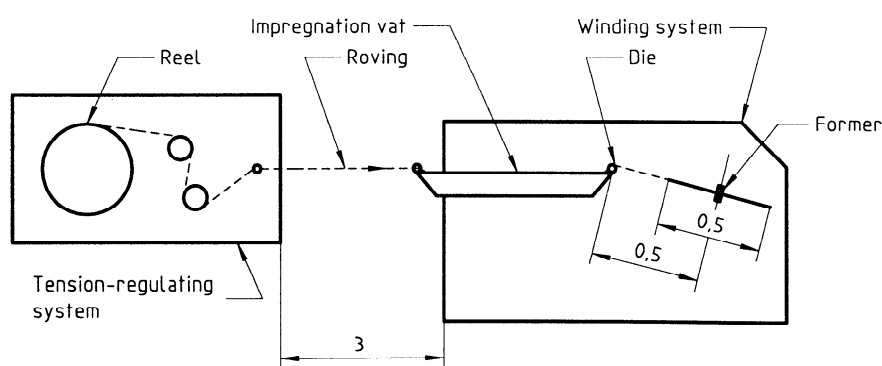 Impregnation vat
Winding system
Reel
Roving
Die
Former
0,5
0,5
Tension-regulating
system
3